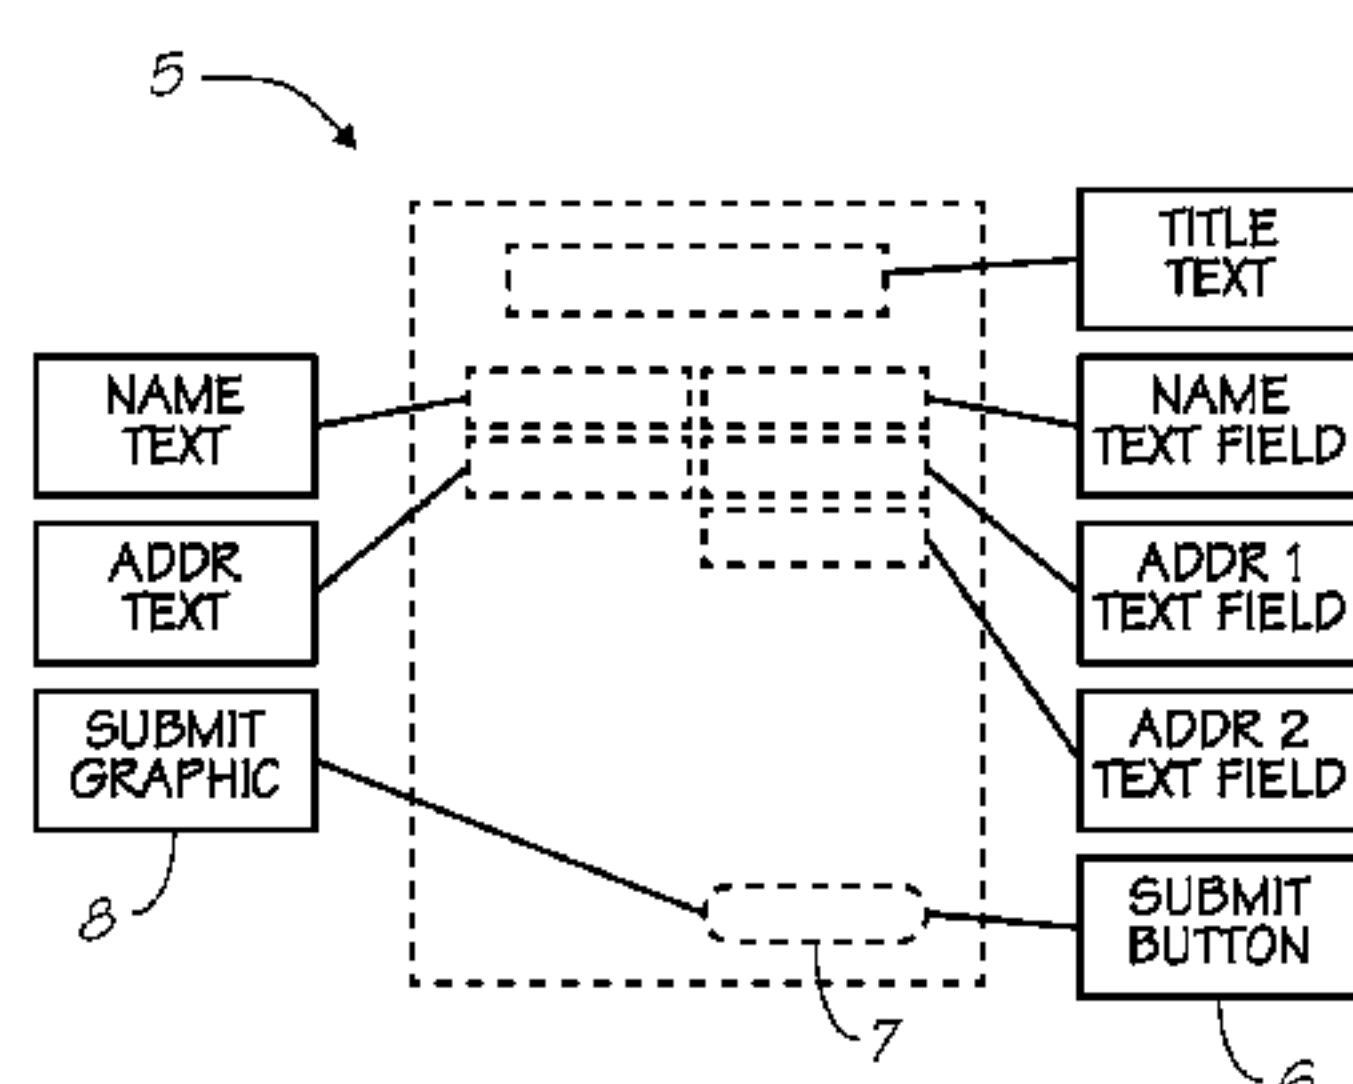 5
TITLE
TEXT
NAME
TEXT
NAME
TEXT FIELD
ADDR
TEXT
ADDR 1
TEXT FIELD
SUBMIT
GRAPHIC
ADDR 2
TEXT FIELD
SUBMIT
BUTTON
8
7
6